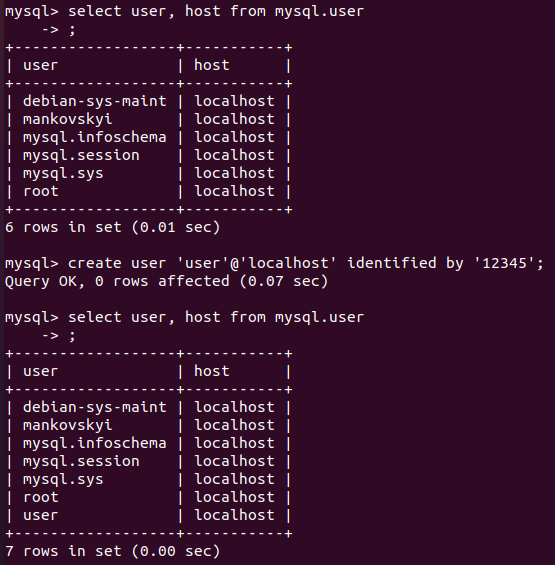 mysql> select user, host from mysql.user
    -> ;
+------------------+-----------+
| user             | host      |
+------------------+-----------+
| debian-sys-maint | localhost |
| mankovskyi       | localhost |
| mysql.infoschema | localhost |
| mysql.session    | localhost |
| mysql.sys        | localhost |
| root             | localhost |
+------------------+-----------+
6 rows in set (0.01 sec)

mysql> create user 'user'@'localhost' identified by '12345';
Query OK, 0 rows affected (0.07 sec)

mysql> select user, host from mysql.user
    -> ;
+------------------+-----------+
| user             | host      |
+------------------+-----------+
| debian-sys-maint | localhost |
| mankovskyi       | localhost |
| mysql.infoschema | localhost |
| mysql.session    | localhost |
| mysql.sys        | localhost |
| root             | localhost |
| user             | localhost |
+------------------+-----------+
7 rows in set (0.00 sec)